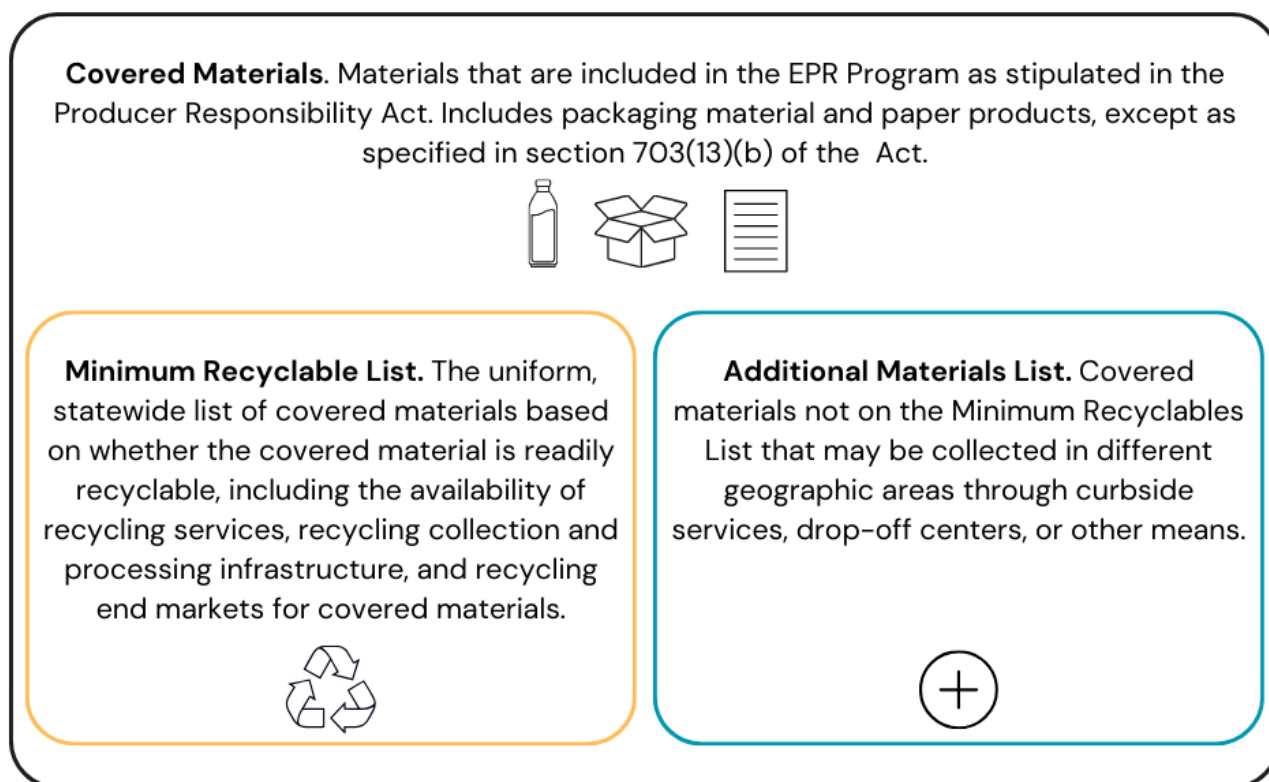 Covered Materials. Materials that are included in the EPR Program as stipulated in the
Producer Responsibility Act. Includes packaging material and paper products, except as
specified in section 703(13)(b) of the  Act.
Minimum Recyclable List. The uniform,
statewide list of covered materials based
on whether the covered material is readily
recyclable, including the availability of
recycling services, recycling collection and
processing infrastructure, and recycling
end markets for covered materials.
Additional Materials List. Covered
materials not on the Minimum Recyclables
List that may be collected in different
geographic areas through curbside
services, drop-off centers, or other means.